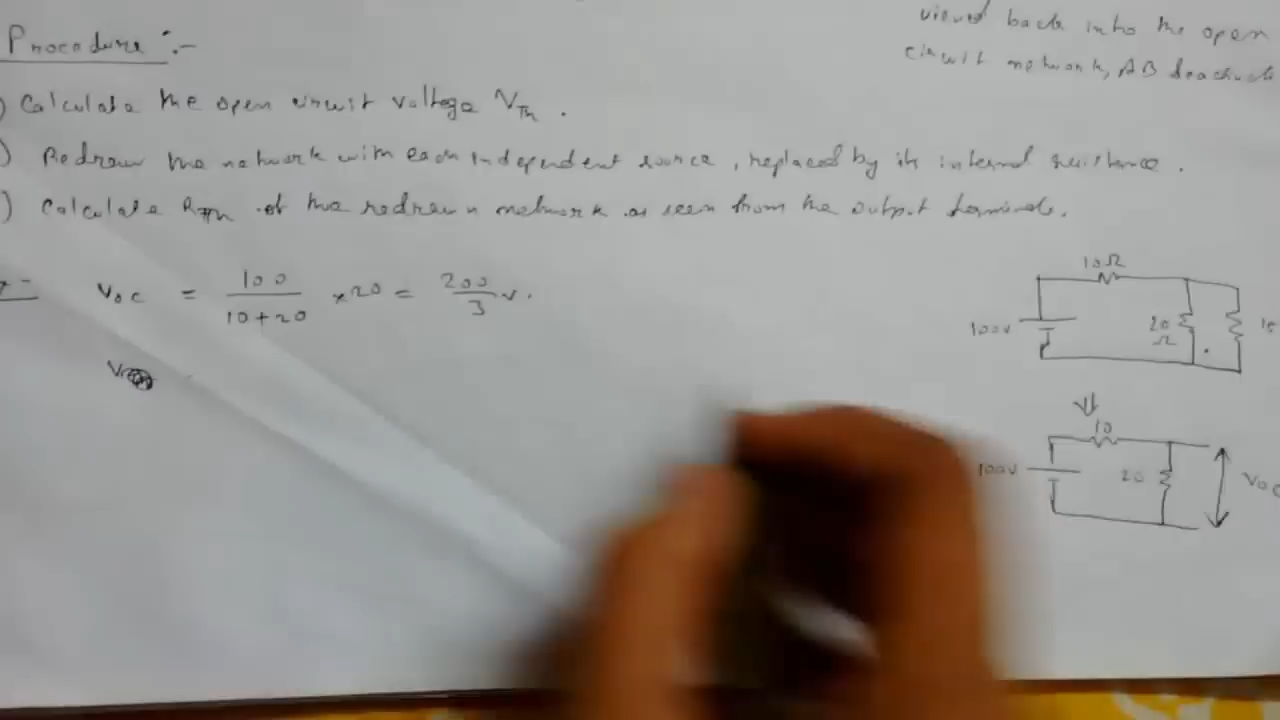 viewed back into the open
circuit network, AB deactivate
Procedure :-
) Calculate the open circuit voltage VTh .
) Redraw the network with each independent source , replaced by its internal resistance .
) Calculate RTh of the redrawn network as seen from the output terminals.
Voc = 100 / 10+20 × 20 = 200 / 3 v.
V
10Ω
100v
20 Ω
10
100v
20
Voc